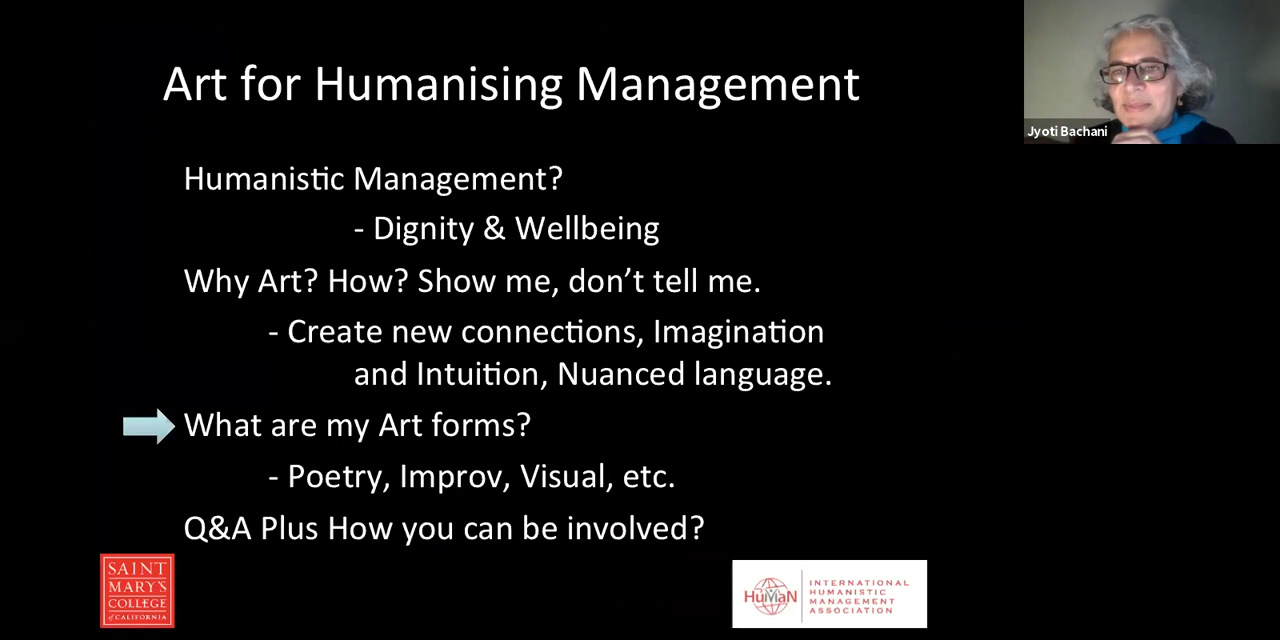 Art for Humanising Management
Jyoti Bachani
Humanistic Management?
- Dignity & Wellbeing
Why Art? How? Show me, don’t tell me.
- Create new connections, Imagination
and Intuition, Nuanced language.
What are my Art forms?
- Poetry, Improv, Visual, etc.
Q&A Plus How you can be involved?
SAINT
MARY'S
COLLEGE
of CALIFORNIA
HuMaN
INTERNATIONAL
HUMANISTIC
MANAGEMENT
ASSOCIATION